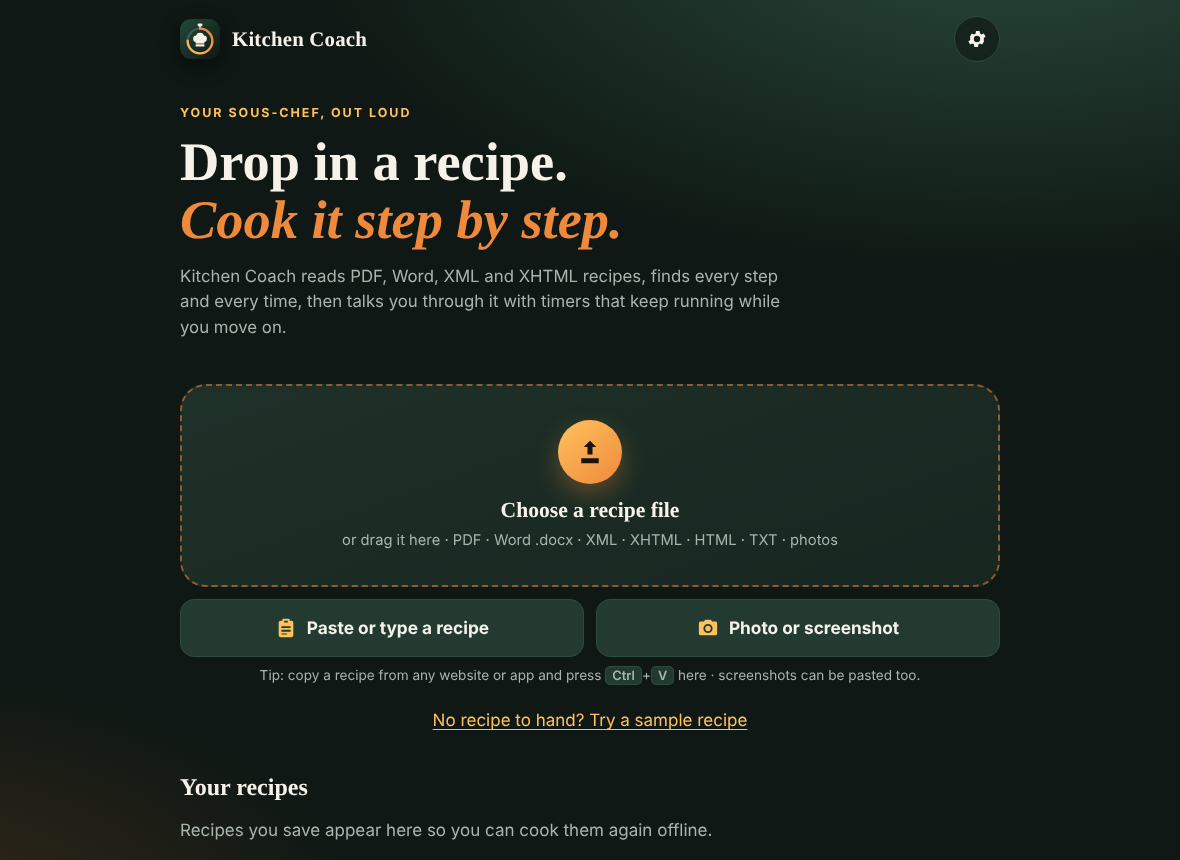 Kitchen Coach
YOUR SOUS-CHEF, OUT LOUD
Drop in a recipe.
Cook it step by step.
Kitchen Coach reads PDF, Word, XML and XHTML recipes, finds every step
and every time, then talks you through it with timers that keep running while
you move on.
Choose a recipe file
or drag it here · PDF · Word .docx · XML · XHTML · HTML · TXT · photos
Paste or type a recipe
Photo or screenshot
Tip: copy a recipe from any website or app and press Ctrl+V here · screenshots can be pasted too.
No recipe to hand? Try a sample recipe
Your recipes
Recipes you save appear here so you can cook them again offline.